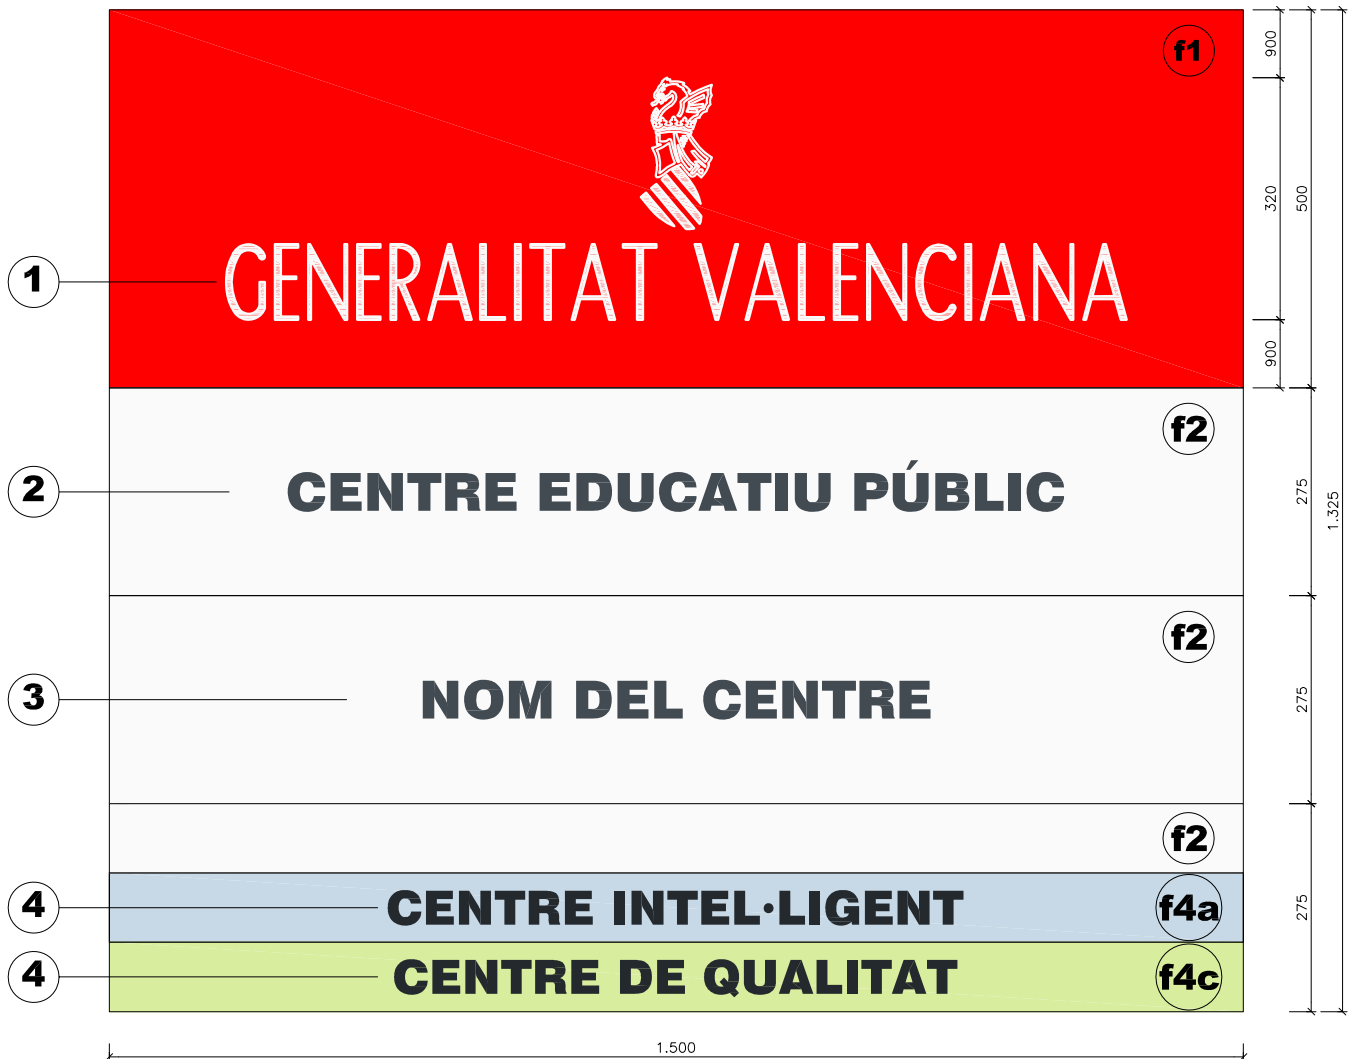 f1
900
320
500
1
GENERALITAT VALENCIANA
900
f2
2
CENTRE EDUCATIU PÚBLIC
275
1.325
f2
3
NOM DEL CENTRE
275
f2
4
CENTRE INTEL·LIGENT
f4a
275
4
CENTRE DE QUALITAT
f4c
1.500